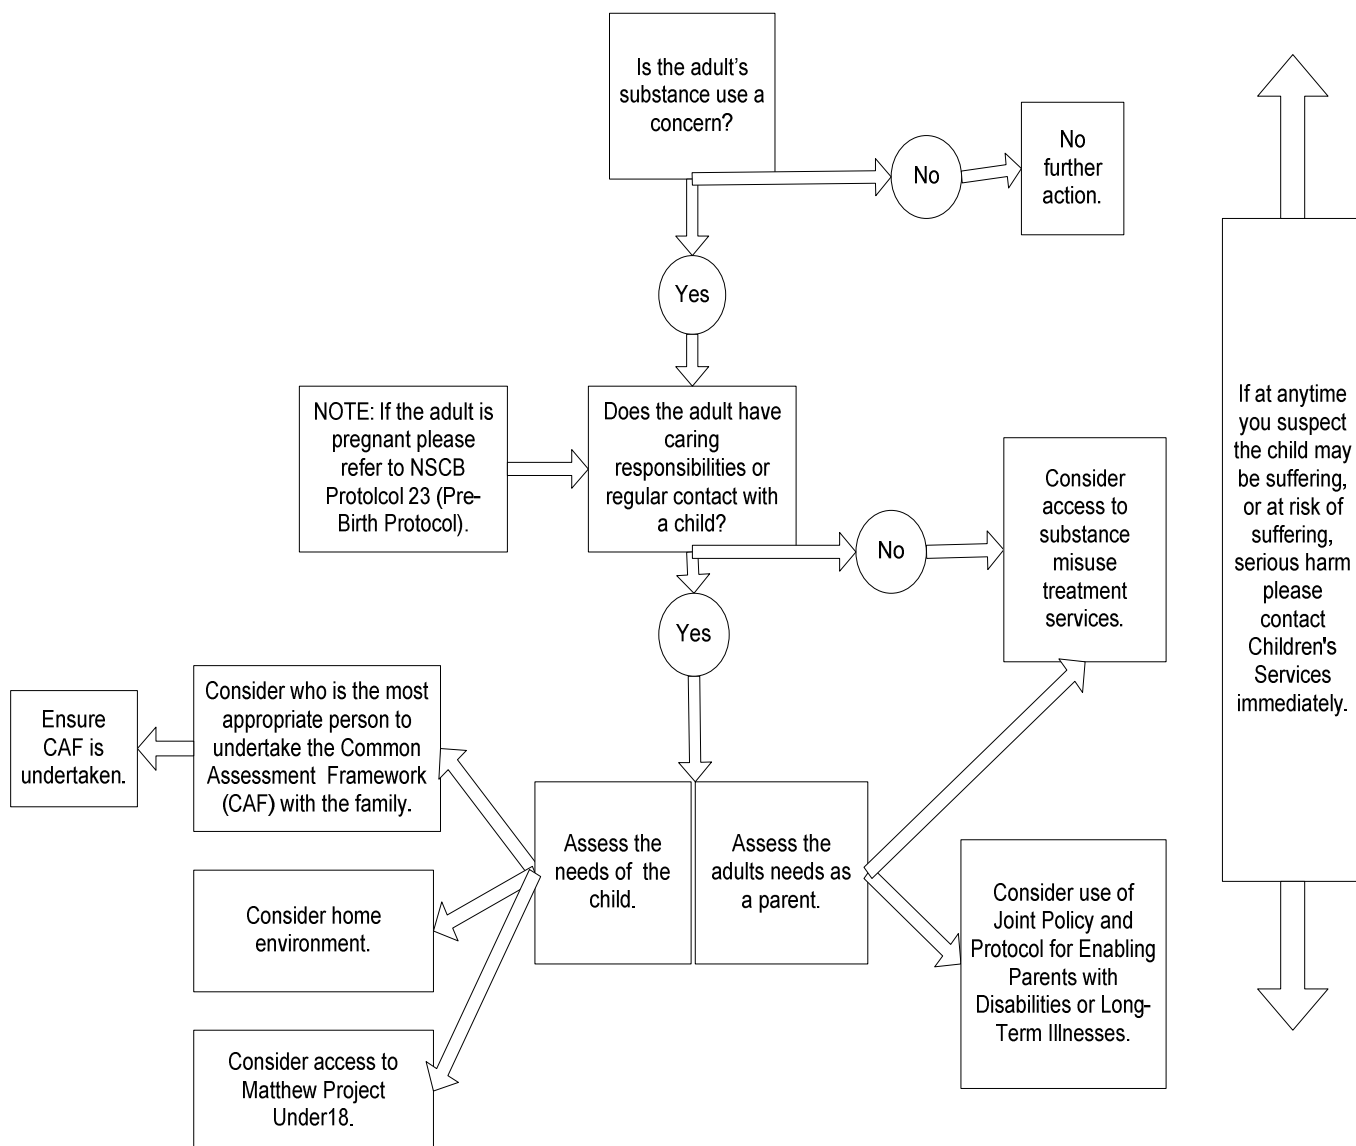 Is the adult's
substance use a
concern?
No
No
further
action.
Yes
NOTE: If the adult is
pregnant please
refer to NSCB
Protolcol 23 (Pre-
Birth Protocol).
Does the adult have
caring
responsibilities or
regular contact with
a child?
No
Consider
access to
substance
misuse
treatment
services.
If at anytime
you suspect
the child may
be suffering,
or at risk of
suffering,
serious harm
please
contact
Children's
Services
immediately.
Yes
Ensure
CAF is
undertaken.
Consider who is the most
appropriate person to
undertake the Common
Assessment Framework
(CAF) with the family.
Assess the
needs of the
child.
Assess the
adults needs as
a parent.
Consider home
environment.
Consider use of
Joint Policy and
Protocol for Enabling
Parents with
Disabilities or Long-
Term Illnesses.
Consider access to
Matthew Project
Under18.